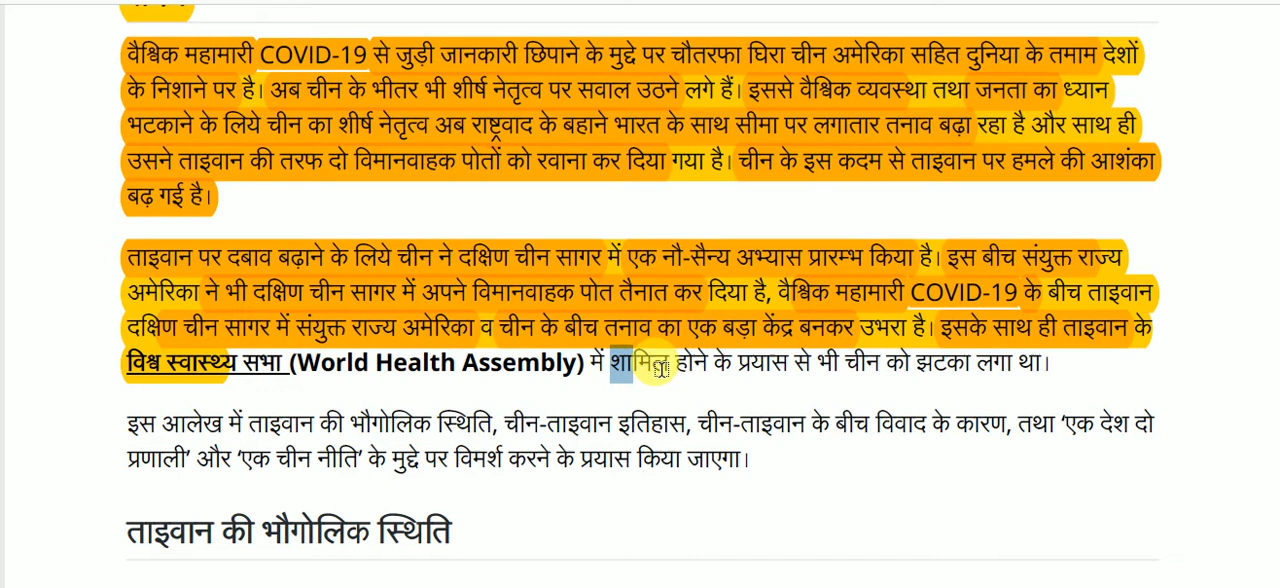 वैश्विक महामारी COVID-19 से जुड़ी जानकारी छिपाने के मुद्दे पर चौतरफा घिरा चीन अमेरिका सहित दुनिया के तमाम देशों
के निशाने पर है। अब चीन के भीतर भी शीर्ष नेतृत्व पर सवाल उठने लगे हैं। इससे वैश्विक व्यवस्था तथा जनता का ध्यान
भटकाने के लिये चीन का शीर्ष नेतृत्व अब राष्ट्रवाद के बहाने भारत के साथ सीमा पर लगातार तनाव बढ़ा रहा है और साथ ही
उसने ताइवान की तरफ दो विमानवाहक पोतों को रवाना कर दिया गया है। चीन के इस कदम से ताइवान पर हमले की आशंका
बढ़ गई है।
ताइवान पर दबाव बढ़ाने के लिये चीन ने दक्षिण चीन सागर में एक नौ-सैन्य अभ्यास प्रारम्भ किया है। इस बीच संयुक्त राज्य
अमेरिका ने भी दक्षिण चीन सागर में अपने विमानवाहक पोत तैनात कर दिया है, वैश्विक महामारी COVID-19 के बीच ताइवान
दक्षिण चीन सागर में संयुक्त राज्य अमेरिका व चीन के बीच तनाव का एक बड़ा केंद्र बनकर उभरा है। इसके साथ ही ताइवान के
विश्व स्वास्थ्य सभा (World Health Assembly) में शामिल होने के प्रयास से भी चीन को झटका लगा था।
इस आलेख में ताइवान की भौगोलिक स्थिति, चीन-ताइवान इतिहास, चीन-ताइवान के बीच विवाद के कारण, तथा ‘एक देश दो
प्रणाली’ और ‘एक चीन नीति’ के मुद्दे पर विमर्श करने के प्रयास किया जाएगा।
ताइवान की भौगोलिक स्थिति